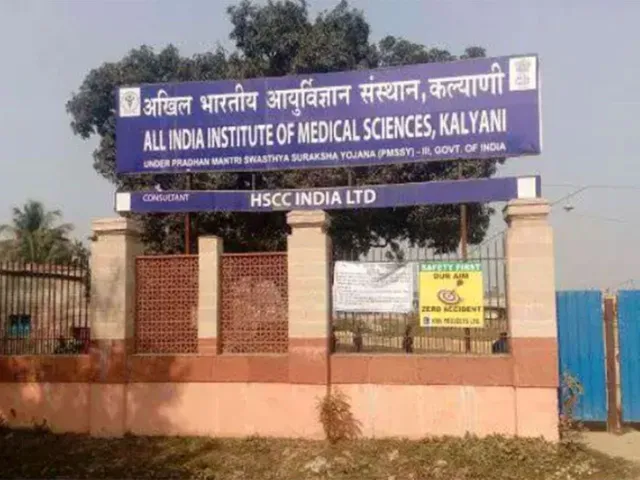 अखिल भारतीय आयुर्विज्ञान संस्थान, कल्याणी
ALL INDIA INSTITUTE OF MEDICAL SCIENCES, KALYANI
UNDER PRADHAN MANTRI SWASTHYA SURAKSHA YOJANA (PMSSY) - III, GOVT. OF INDIA
CONSULTANT HSCC INDIA LTD
SAFETY FIRST
OUR AIM
ZERO ACCIDENT